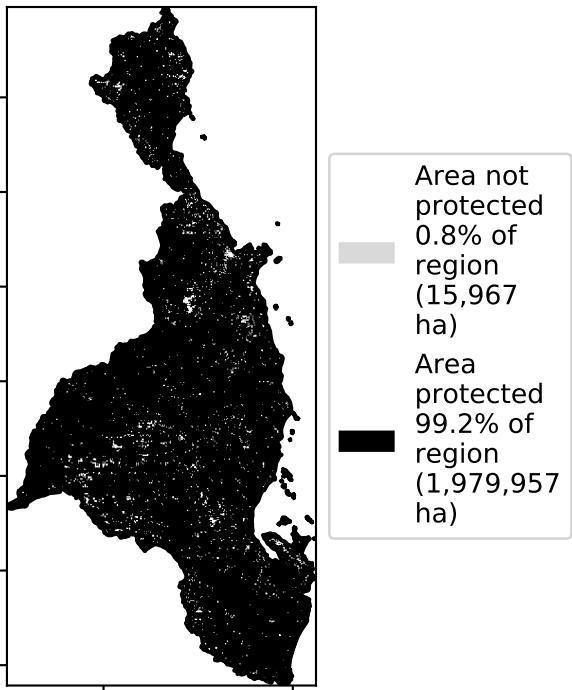 Area not
protected
0.8% of
region
(15,967
ha)
Area
protected
99.2% of
region
(1,979,957
ha)